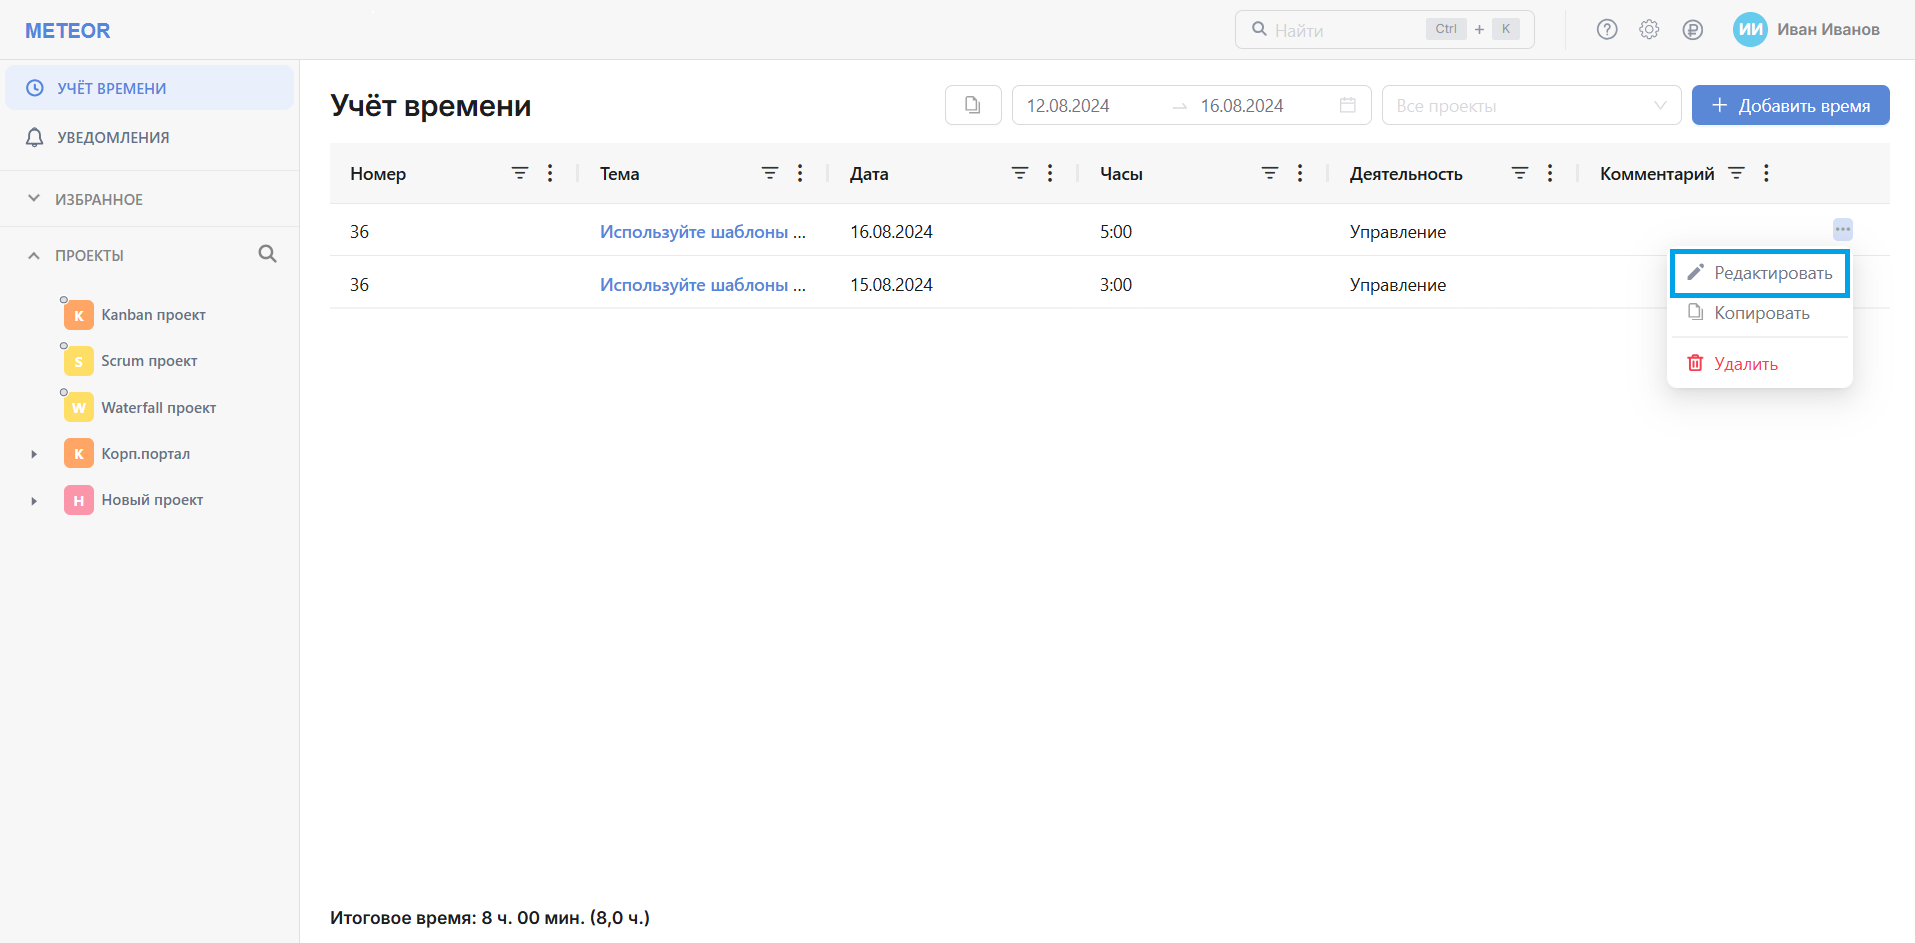 METEOR
Найти Ctrl + K
ИИ Иван Иванов
УЧЁТ ВРЕМЕНИ
УВЕДОМЛЕНИЯ
ИЗБРАННОЕ
ПРОЕКТЫ
K Kanban проект
S Scrum проект
W Waterfall проект
К Корп.портал
Н Новый проект
Учёт времени
12.08.2024 → 16.08.2024
Все проекты
+ Добавить время
Номер Тема Дата Часы Деятельность Комментарий
36 Используйте шаблоны ... 16.08.2024 5:00 Управление
36 Используйте шаблоны ... 15.08.2024 3:00 Управление
Редактировать
Копировать
Удалить
Итоговое время: 8 ч. 00 мин. (8,0 ч.)